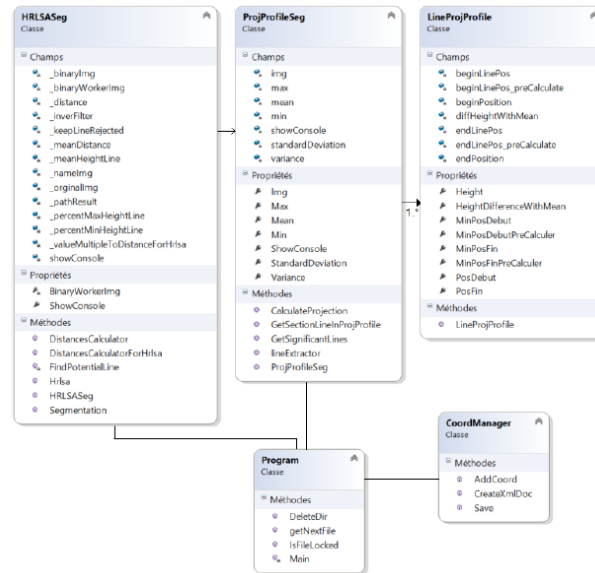 HRLSASeg
Classe
Champs
_binaryImg
_binaryWorkerImg
_distance
_inverFilter
_keepLineRejected
_meanDistance
_meanHeightLine
_nameImg
_orginalImg
_pathResult
_percentMaxHeightLine
_percentMinHeightLine
_valueMultipleToDistanceForHrlsa
showConsole
Propriétés
BinaryWorkerImg
ShowConsole
Méthodes
DistancesCalculator
DistancesCalculatorForHrlsa
FindPotentialLine
Hrlsa
HRLSASeg
Segmentation
ProjProfileSeg
Classe
Champs
img
max
mean
min
showConsole
standardDeviation
variance
Propriétés
Img
Max
Mean
Min
ShowConsole
StandardDeviation
Variance
Méthodes
CalculateProjection
GetSectionLineInProjProfile
GetSignificantLines
lineExtractor
ProjProfileSeg
1..*
LineProjProfile
Classe
Champs
beginLinePos
beginLinePos_preCalculate
beginPosition
diffHeightWithMean
endLinePos
endLinePos_preCalculate
endPosition
Propriétés
Height
HeightDifferenceWithMean
MinPosDebut
MinPosDebutPreCalculer
MinPosFin
MinPosFinPreCalculer
PosDebut
PosFin
Méthodes
LineProjProfile
Program
Classe
Méthodes
DeleteDir
getNextFile
IsFileLocked
Main
CoordManager
Classe
Méthodes
AddCoord
CreateXmlDoc
Save